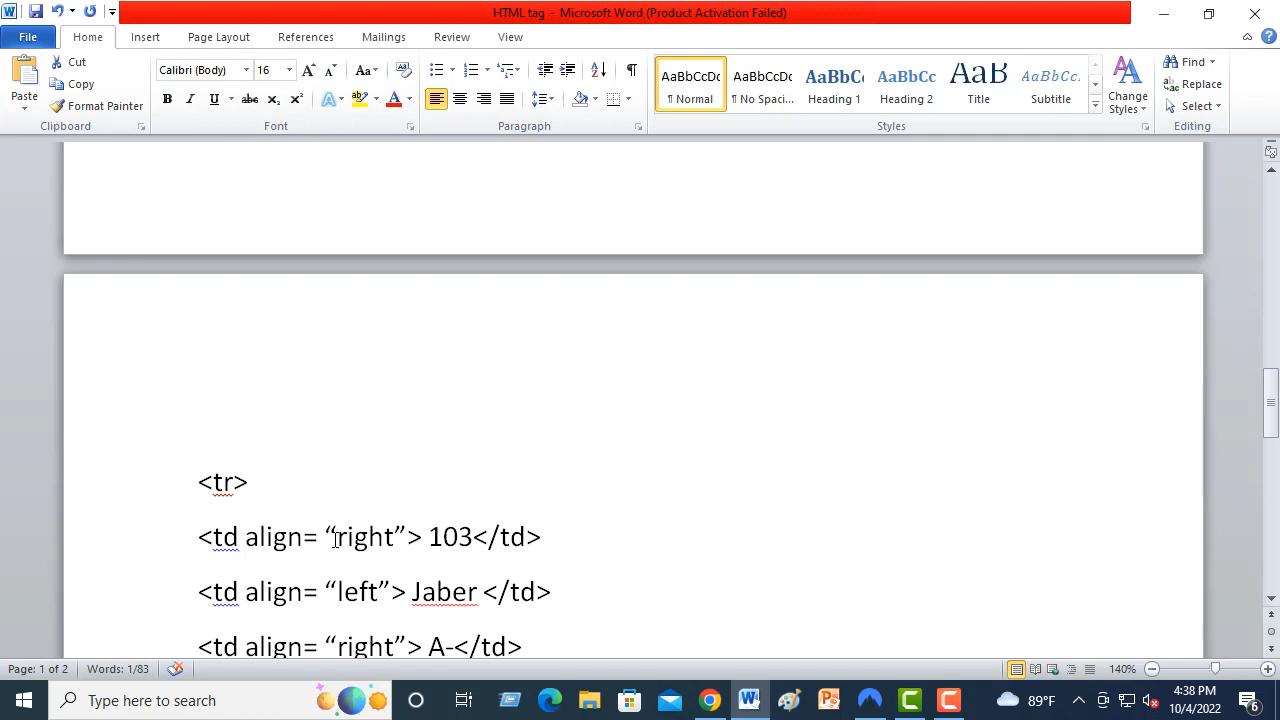 HTML tag - Microsoft Word (Product Activation Failed)
File Home Insert Page Layout References Mailings Review View
Paste Cut Copy Format Painter
Calibri (Body) 16
AaBbCcDc AaBbCcDc AaBbC AaBbCc AaB AaBbCc.
¶ Normal ¶ No Spaci... Heading 1 Heading 2 Title Subtitle
Change Styles
Find Replace Select
Clipboard Font Paragraph Styles Editing
<tr>
<td align= “right”> 103</td>
<td align= “left”> Jaber </td>
<td align= “right”> A-</td>
Page: 1 of 2 Words: 1/83 140%
Type here to search 89°F 4:38 PM
10/4/2022 6